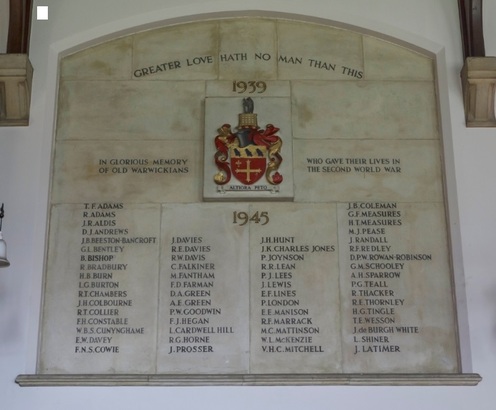 GREATER LOVE HATH NO MAN THAN THIS
1939
IN GLORIOUS MEMORY
OF OLD WARWICKIANS
WHO GAVE THEIR LIVES IN
THE SECOND WORLD WAR
ALTIORA PETO
1945
T.F. ADAMS
R. ADAMS
J.R. ALDIS
D.J. ANDREWS
J.B. BEESTON-BANCROFT
G.L. BENTLEY
B. BISHOP
R. BRADBURY
H.B. BURN
L.G. BURTON
R.T. CHAMBERS
J.H. COLBOURNE
R.T. COLLIER
F.H. CONSTABLE
W.B.S. CUNYNGHAME
E.W. DAVEY
F.N.S. COWIE
J. DAVIES
R.E. DAVIES
R.W. DAVIS
C. FALKINER
M. FANTHAM
F.D. FARMAN
D.A. GREEN
A.E. GREEN
P.W. GOODWIN
F.J. HEGAN
L. CARDWELL HILL
R.G. HORNE
J. PROSSER
J.H. HUNT
J.K. CHARLES JONES
P. JOYNSON
R.R. LEAN
P.J. LEES
J. LEWIS
E.F. LINES
P. LONDON
E.E. MANISON
R.F. MARRACK
M.C. MATTINSON
W.L. McKENZIE
V.H.C. MITCHELL
J.B. COLEMAN
G.F. MEASURES
H.T. MEASURES
M.J. PEASE
J. RANDALL
R.F. REDLEY
D.P.W. ROWAN-ROBINSON
G.M. SCHOOLEY
A.H. SPARROW
P.G. TEALL
R. THACKER
R.E. THORNLEY
H.G. TINGLE
T.E. WESSON
J. de BURGH WHITE
L. SHINER
J. LATIMER